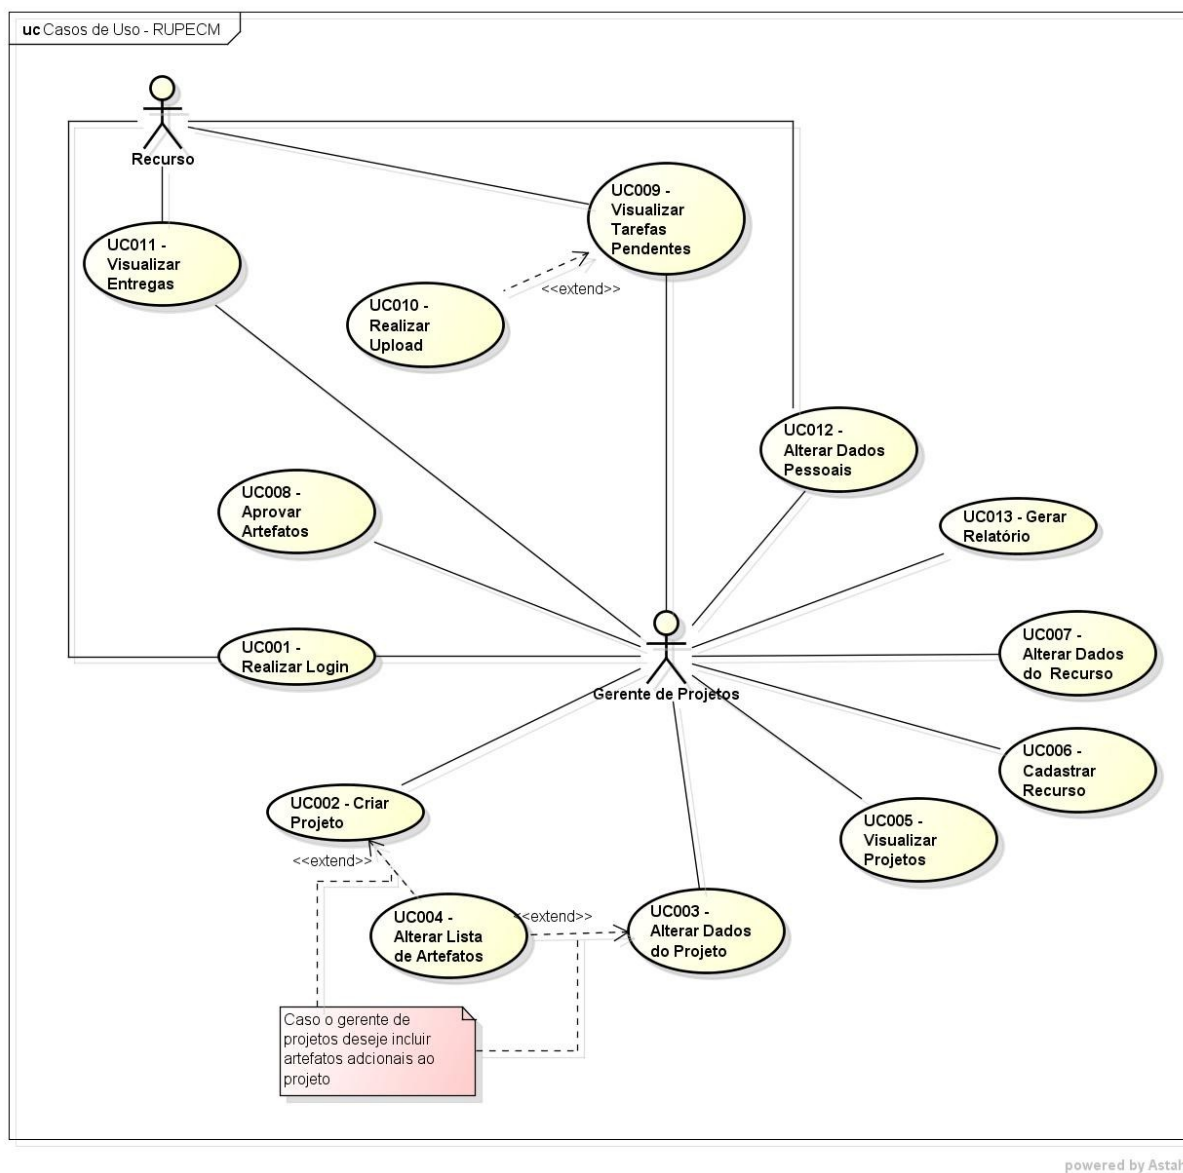 uc Casos de Uso - RUPECM
Recurso
UC009 -
Visualizar
Tarefas
Pendentes
UC011 -
Visualizar
Entregas
<<extend>>
UC010 -
Realizar
Upload
UC012 -
Alterar Dados
Pessoais
UC008 -
Aprovar
Artefatos
UC013 - Gerar
Relatório
UC001 -
Realizar Login
UC007 -
Alterar Dados
do Recurso
Gerente de Projetos
UC006 -
Cadastrar
Recurso
UC002 - Criar
Projeto
UC005 -
Visualizar
Projetos
<<extend>>
UC004 -
Alterar Lista
de Artefatos
<<extend>>
UC003 -
Alterar Dados
do Projeto
Caso o gerente de
projetos deseje incluir
artefatos adcionais ao
projeto
powered by Astah